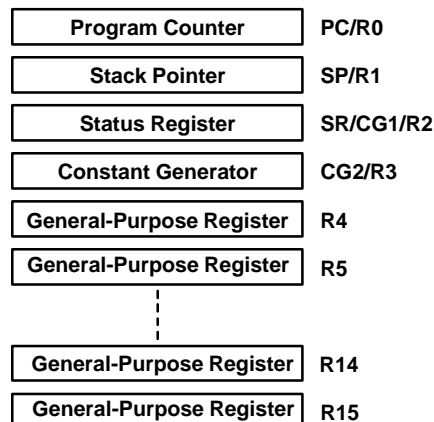 Program Counter PC/R0
Stack Pointer SP/R1
Status Register SR/CG1/R2
Constant Generator CG2/R3
General-Purpose Register R4
General-Purpose Register R5
General-Purpose Register R14
General-Purpose Register R15